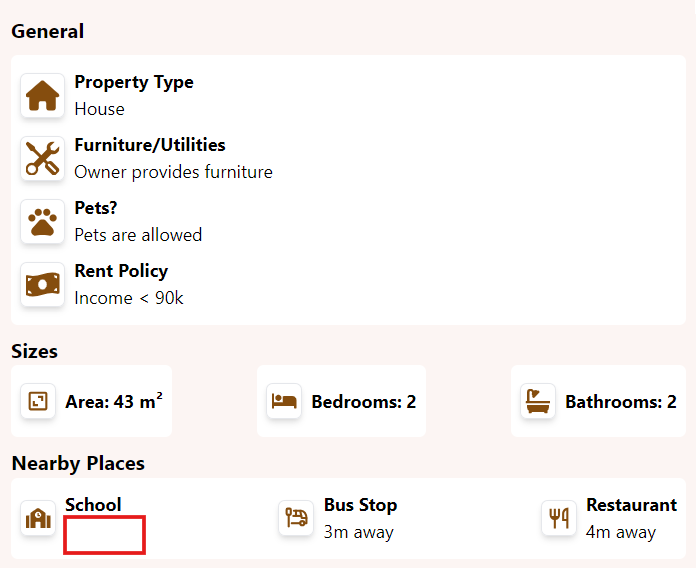 General
Property Type
House
Furniture/Utilities
Owner provides furniture
Pets?
Pets are allowed
Rent Policy
Income < 90k
Sizes
Area: 43 m²
Bedrooms: 2
Bathrooms: 2
Nearby Places
School
Bus Stop
3m away
Restaurant
4m away